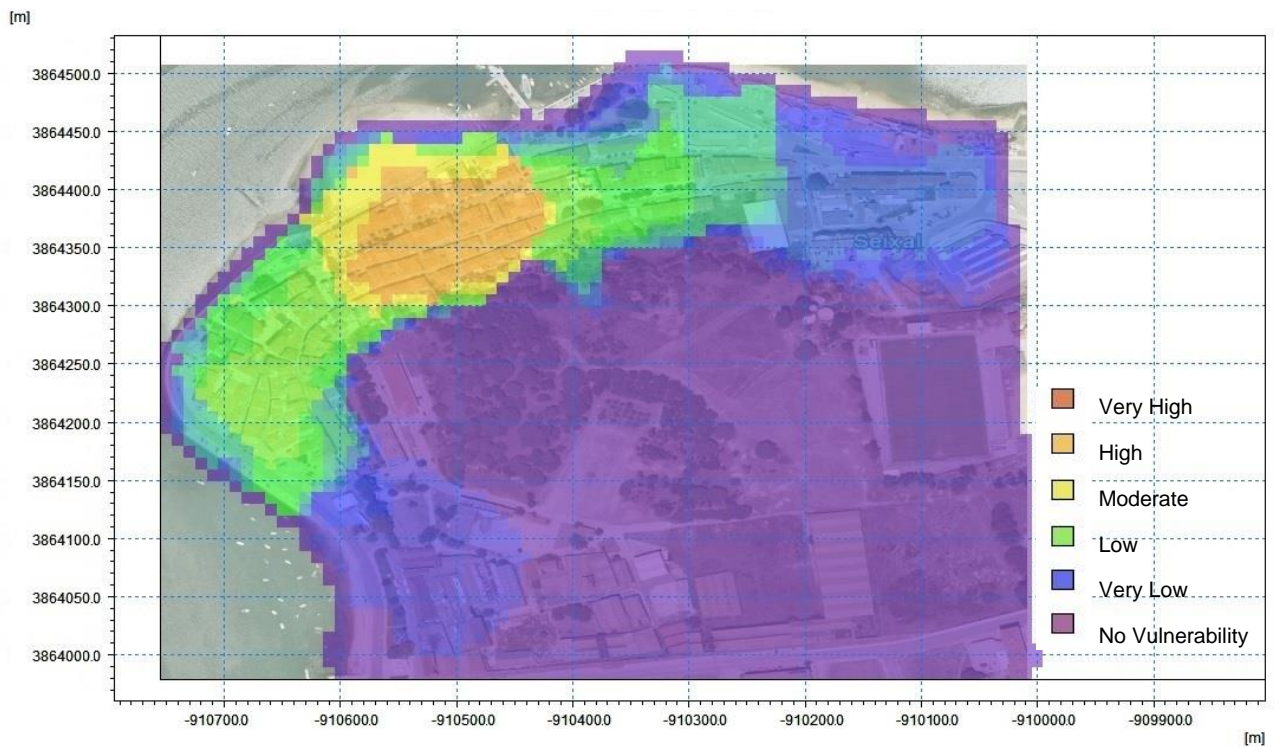 [m]
3864500.0
3864450.0
3864400.0
3864350.0
3864300.0
3864250.0
3864200.0
3864150.0
3864100.0
3864050.0
3864000.0
Seixal
Very High
High
Moderate
Low
Very Low
No Vulnerability
-910700.0 -910600.0 -910500.0 -910400.0 -910300.0 -910200.0 -910100.0 -910000.0 -909900.0
[m]